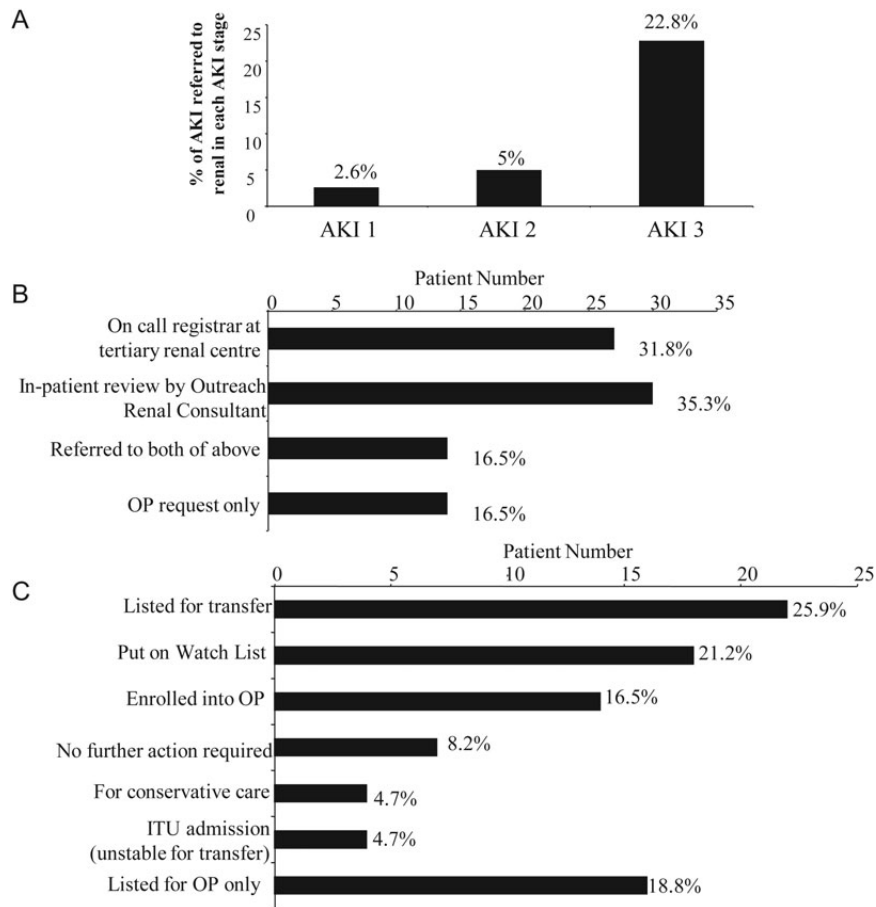 A
% of AKI referred to
renal in each AKI stage
25
20
15
10
5
0
2.6%
5%
22.8%
AKI 1
AKI 2
AKI 3
B
Patient Number
0 5 10 15 20 25 30 35
On call registrar at
tertiary renal centre
31.8%
In-patient review by Outreach
Renal Consultant
35.3%
Referred to both of above
16.5%
OP request only
16.5%
C
Patient Number
0 5 10 15 20 25
Listed for transfer
25.9%
Put on Watch List
21.2%
Enrolled into OP
16.5%
No further action required
8.2%
For conservative care
4.7%
ITU admission
(unstable for transfer)
4.7%
Listed for OP only
18.8%